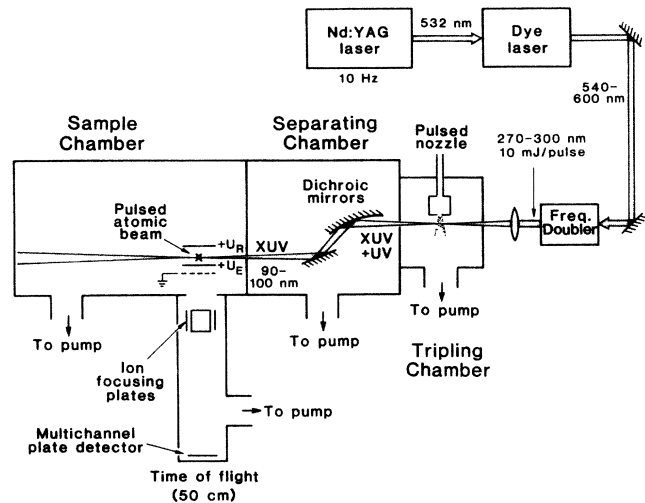 Nd:YAG
laser
10 Hz
532 nm
Dye
laser
540-
600 nm
Sample
Chamber
Separating
Chamber
Pulsed
nozzle
270-300 nm
10 mJ/pulse
Dichroic
mirrors
Freq.
Doubler
Pulsed
atomic
beam
+UR
+UE
XUV
90-
100 nm
XUV
+UV
To pump
To pump
To pump
Tripling
Chamber
Ion
focusing
plates
To pump
Multichannel
plate detector
Time of flight
(50 cm)